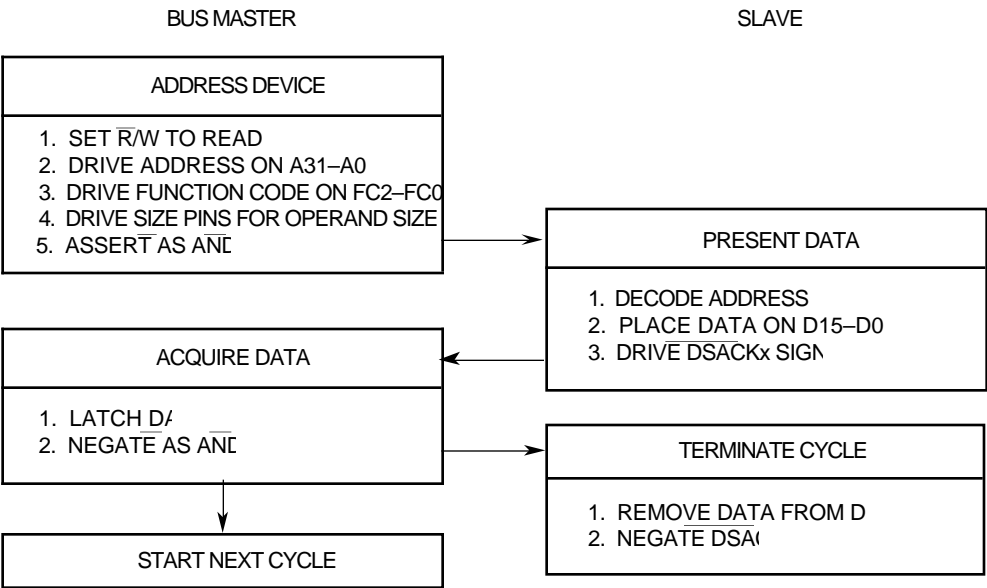 BUS MASTER
SLAVE
ADDRESS DEVICE
1. SET R̅/W TO READ
2. DRIVE ADDRESS ON A31–A0
3. DRIVE FUNCTION CODE ON FC2–FC0
4. DRIVE SIZE PINS FOR OPERAND SIZE
5. ASSERT AS AND
PRESENT DATA
1. DECODE ADDRESS
2. PLACE DATA ON D15–D0
3. DRIVE DSACKx SIGN
ACQUIRE DATA
1. LATCH DA
2. NEGATE AS AND
TERMINATE CYCLE
1. REMOVE DATA FROM D
2. NEGATE DSA
START NEXT CYCLE